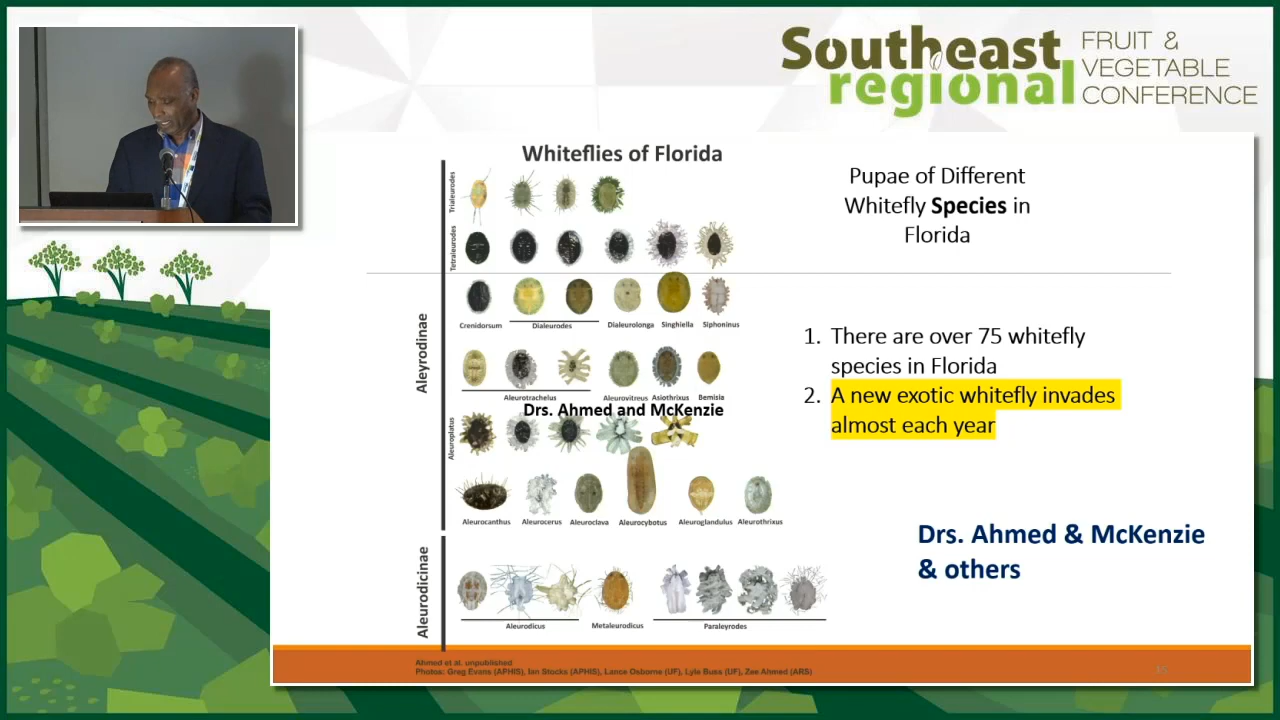 Southeast
regional
FRUIT &
VEGETABLE
CONFERENCE
Whiteflies of Florida
Trialeurodes
Tetraleurodes
Aleyrodinae
Crenidorsum
Dialeurodes
Dialeurolonga
Singhiella
Siphoninus
Aleurotrachelus
Aleurovitreus
Asiothrixus
Bemisia
Drs. Ahmed and McKenzie
Aleuroplatus
Aleurocanthus
Aleurocerus
Aleuroclava
Aleurocybotus
Aleuroglandulus
Aleurothrixus
Aleurodicinae
Aleurodicus
Metaleurodicus
Paraleyrodes
Ahmed et al. unpublished
Photos: Greg Evans (APHIS), Ian Stocks (APHIS), Lance Osborne (UF), Lyle Buss (UF), Zee Ahmed (ARS)
Pupae of Different
Whitefly Species in
Florida
1. There are over 75 whitefly
species in Florida
2. A new exotic whitefly invades
almost each year
Drs. Ahmed & McKenzie
& others